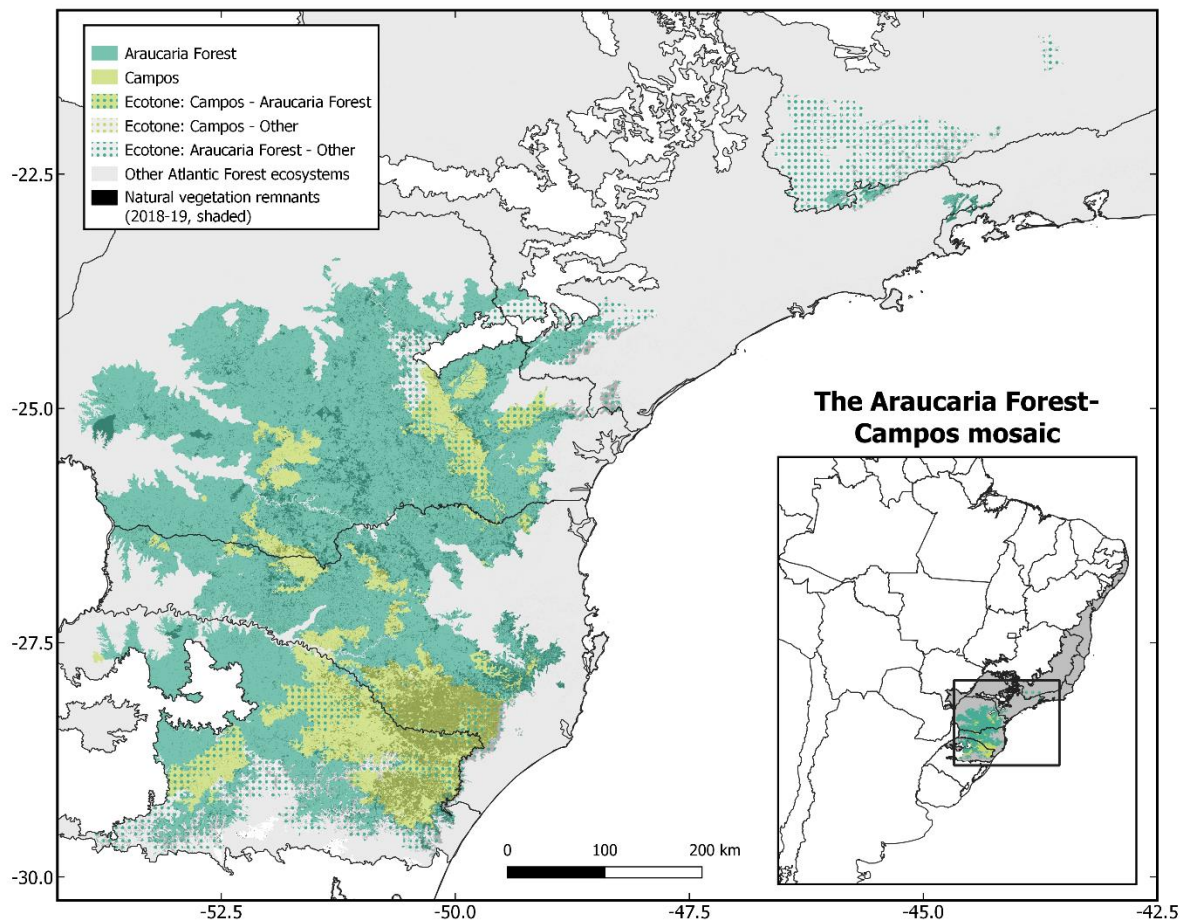 Araucaria Forest
Campos
Ecotone: Campos - Araucaria Forest
Ecotone: Campos - Other
Ecotone: Araucaria Forest - Other
Other Atlantic Forest ecosystems
Natural vegetation remnants
(2018-19, shaded)
-22.5
-25.0
-27.5
-30.0
The Araucaria Forest-
Campos mosaic
0 100 200 km
-52.5 -50.0 -47.5 -45.0 -42.5